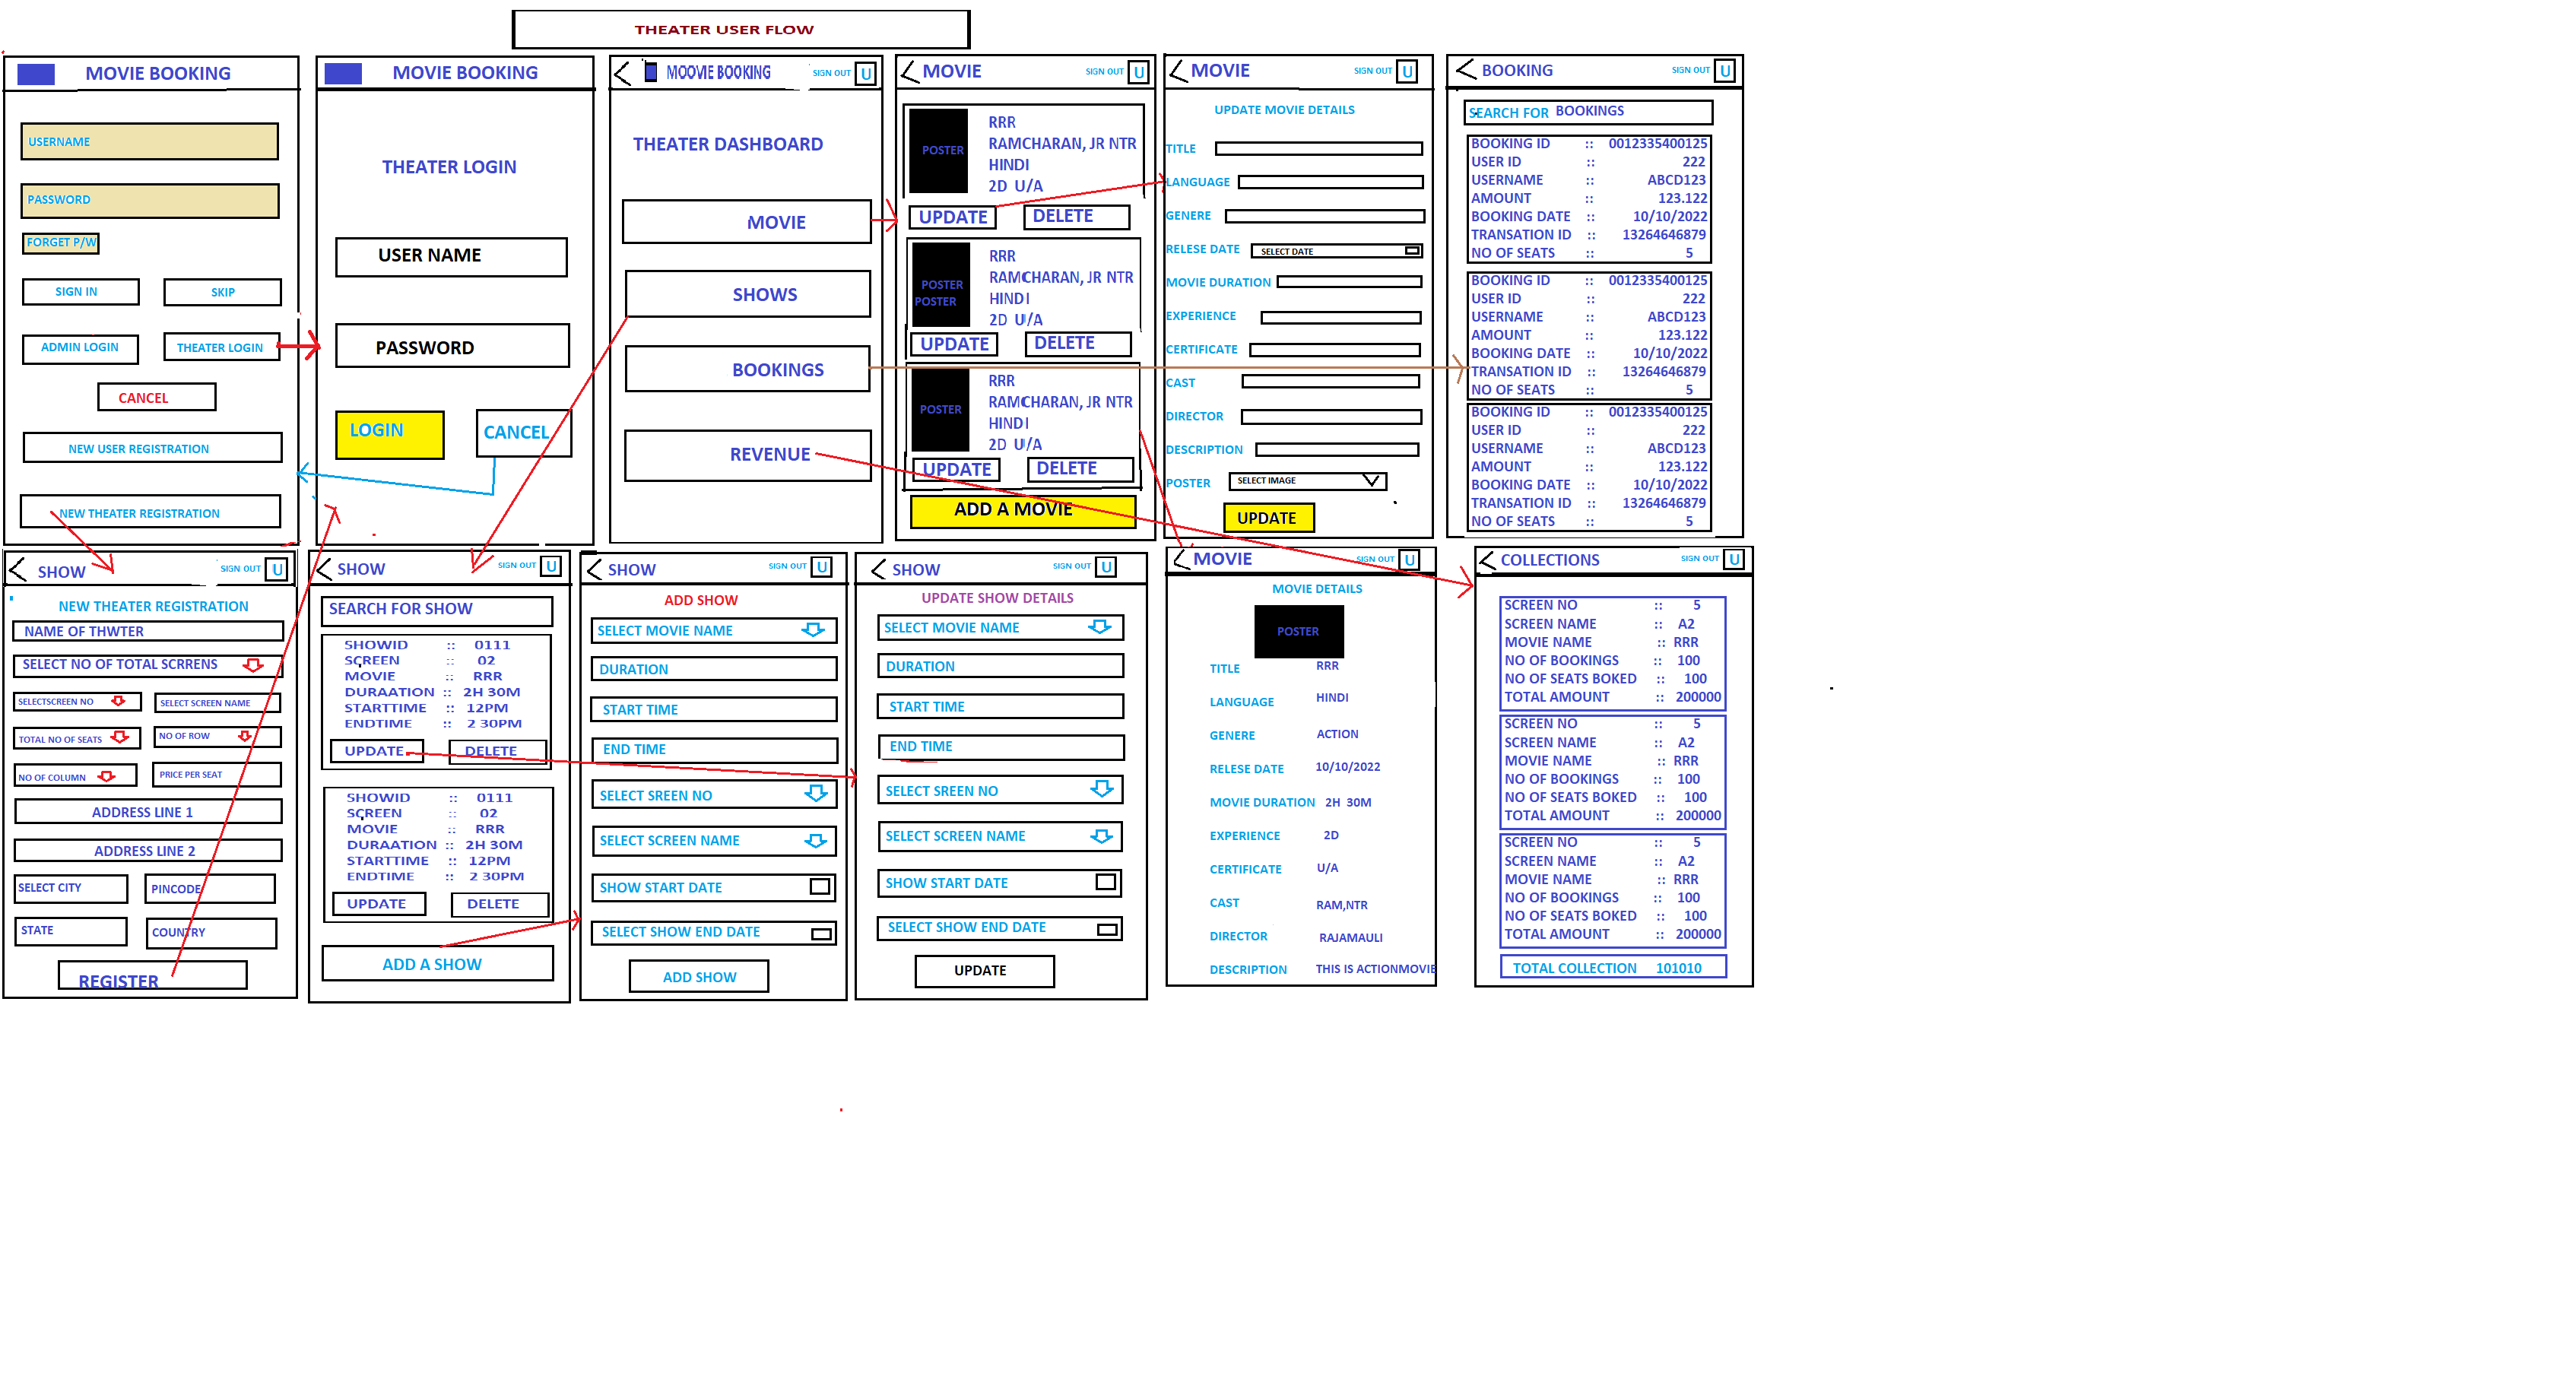 THEATER USER FLOW
MOVIE BOOKING
USERNAME
PASSWORD
FORGET P/W
SIGN IN
SKIP
ADMIN LOGIN
THEATER LOGIN
CANCEL
NEW USER REGISTRATION
NEW THEATER REGISTRATION
MOVIE BOOKING
THEATER LOGIN
USER NAME
PASSWORD
LOGIN
CANCEL
MOOVIE BOOKING
SIGN OUT U
THEATER DASHBOARD
MOVIE
SHOWS
BOOKINGS
REVENUE
MOVIE
SIGN OUT U
POSTER
RRR
RAMCHARAN, JR NTR
HINDI
2D U/A
UPDATE
DELETE
POSTER
POSTER
RRR
RAMCHARAN, JR NTR
HINDI
2D U/A
UPDATE
DELETE
POSTER
RRR
RAMCHARAN, JR NTR
HINDI
2D U/A
UPDATE
DELETE
ADD A MOVIE
MOVIE
SIGN OUT U
UPDATE MOVIE DETAILS
TITLE
LANGUAGE
GENERE
RELESE DATE SELECT DATE
MOVIE DURATION
EXPERIENCE
CERTIFICATE
CAST
DIRECTOR
DESCRIPTION
POSTER SELECT IMAGE
UPDATE
BOOKING
SIGN OUT U
SEARCH FOR BOOKINGS
BOOKING ID :: 0012335400125
USER ID :: 222
USERNAME :: ABCD123
AMOUNT :: 123.122
BOOKING DATE :: 10/10/2022
TRANSATION ID :: 13264646879
NO OF SEATS :: 5
BOOKING ID :: 0012335400125
USER ID :: 222
USERNAME :: ABCD123
AMOUNT :: 123.122
BOOKING DATE :: 10/10/2022
TRANSATION ID :: 13264646879
NO OF SEATS :: 5
BOOKING ID :: 0012335400125
USER ID :: 222
USERNAME :: ABCD123
AMOUNT :: 123.122
BOOKING DATE :: 10/10/2022
TRANSATION ID :: 13264646879
NO OF SEATS :: 5
SHOW
SIGN OUT U
NEW THEATER REGISTRATION
NAME OF THWTER
SELECT NO OF TOTAL SCRRENS
SELECTSCREEN NO
SELECT SCREEN NAME
TOTAL NO OF SEATS
NO OF ROW
NO OF COLUMN
PRICE PER SEAT
ADDRESS LINE 1
ADDRESS LINE 2
SELECT CITY
PINCODE
STATE
COUNTRY
REGISTER
SHOW
SIGN OUT U
SEARCH FOR SHOW
SHOWID :: 0111
SCREEN :: 02
MOVIE :: RRR
DURAATION :: 2H 30M
STARTTIME :: 12PM
ENDTIME :: 2 30PM
UPDATE
DELETE
SHOWID :: 0111
SCREEN :: 02
MOVIE :: RRR
DURAATION :: 2H 30M
STARTTIME :: 12PM
ENDTIME :: 2 30PM
UPDATE
DELETE
ADD A SHOW
SHOW
SIGN OUT U
ADD SHOW
SELECT MOVIE NAME
DURATION
START TIME
END TIME
SELECT SREEN NO
SELECT SCREEN NAME
SHOW START DATE
SELECT SHOW END DATE
ADD SHOW
SHOW
SIGN OUT U
UPDATE SHOW DETAILS
SELECT MOVIE NAME
DURATION
START TIME
END TIME
SELECT SREEN NO
SELECT SCREEN NAME
SHOW START DATE
SELECT SHOW END DATE
UPDATE
MOVIE
SIGN OUT U
MOVIE DETAILS
POSTER
TITLE RRR
LANGUAGE HINDI
GENERE ACTION
RELESE DATE 10/10/2022
MOVIE DURATION 2H 30M
EXPERIENCE 2D
CERTIFICATE U/A
CAST RAM,NTR
DIRECTOR RAJAMAULI
DESCRIPTION THIS IS ACTIONMOVIE
COLLECTIONS
SIGN OUT U
SCREEN NO :: 5
SCREEN NAME :: A2
MOVIE NAME :: RRR
NO OF BOOKINGS :: 100
NO OF SEATS BOKED :: 100
TOTAL AMOUNT :: 200000
SCREEN NO :: 5
SCREEN NAME :: A2
MOVIE NAME :: RRR
NO OF BOOKINGS :: 100
NO OF SEATS BOKED :: 100
TOTAL AMOUNT :: 200000
SCREEN NO :: 5
SCREEN NAME :: A2
MOVIE NAME :: RRR
NO OF BOOKINGS :: 100
NO OF SEATS BOKED :: 100
TOTAL AMOUNT :: 200000
TOTAL COLLECTION 101010